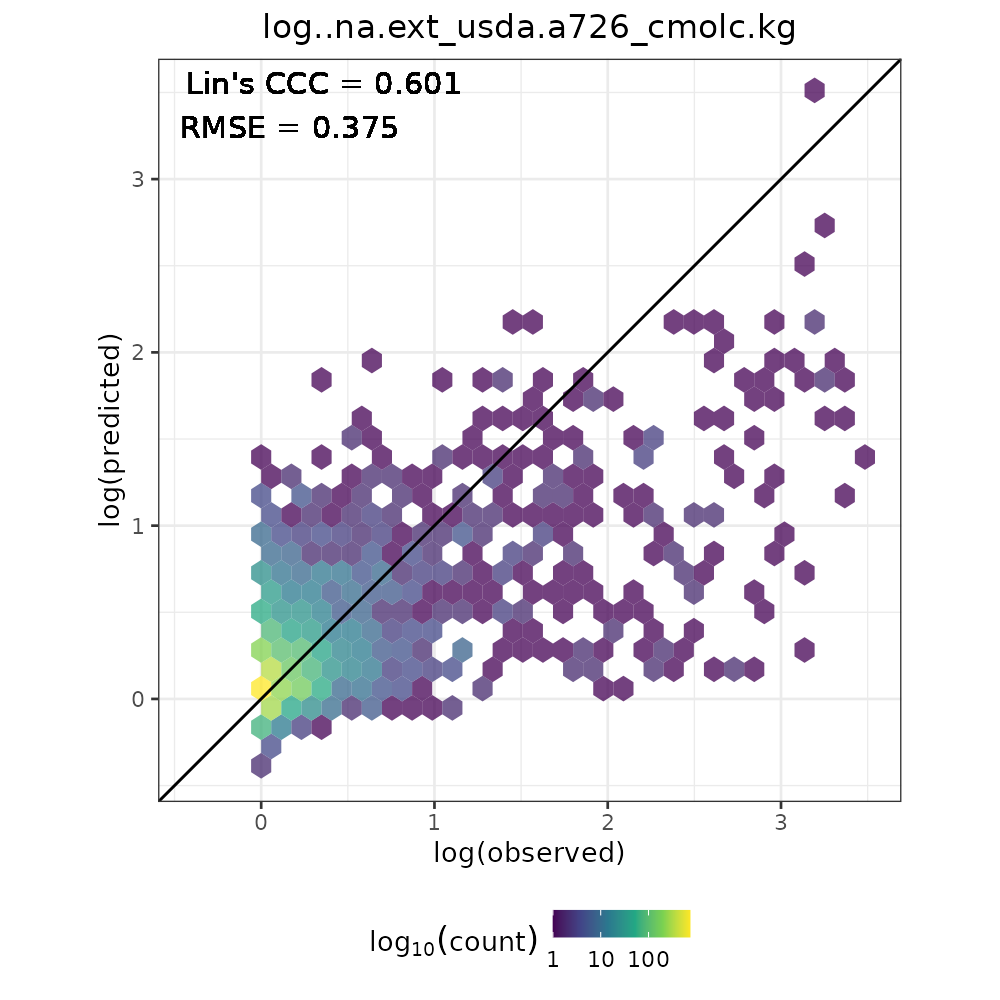 log..na.ext_usda.a726_cmolc.kg
Lin's CCC = 0.601
RMSE = 0.375
3
2
1
0
log(predicted)
0 1 2 3
log(observed)
log₁₀(count)
1 10 100